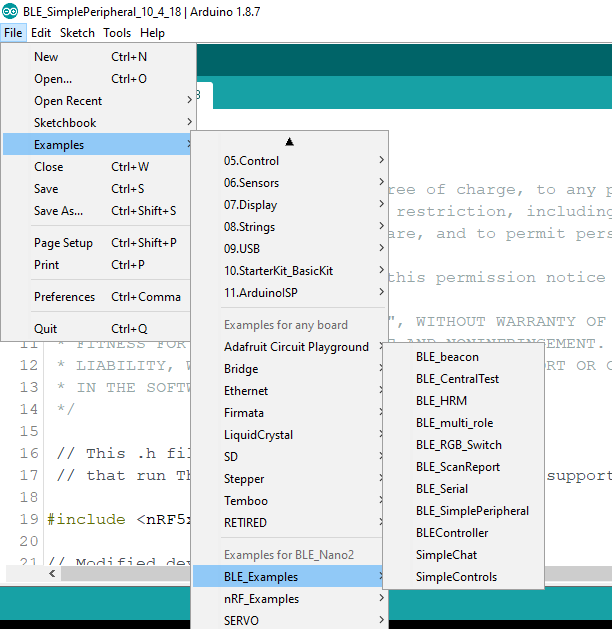 BLE_SimplePeripheral_10_4_18 | Arduino 1.8.7
File Edit Sketch Tools Help
New Ctrl+N
Open... Ctrl+O
Open Recent
Sketchbook
Examples
Close Ctrl+W
Save Ctrl+S
Save As... Ctrl+Shift+S
Page Setup Ctrl+Shift+P
Print Ctrl+P
Preferences Ctrl+Comma
Quit Ctrl+Q
05.Control
06.Sensors
07.Display
08.Strings
09.USB
10.StarterKit_BasicKit
11.ArduinoISP
Examples for any board
Adafruit Circuit Playground
Bridge
Ethernet
Firmata
LiquidCrystal
SD
Stepper
Temboo
RETIRED
Examples for BLE_Nano2
BLE_Examples
nRF_Examples
SERVO
BLE_beacon
BLE_CentralTest
BLE_HRM
BLE_multi_role
BLE_RGB_Switch
BLE_ScanReport
BLE_Serial
BLE_SimplePeripheral
BLEController
SimpleChat
SimpleControls
ree of charge, to any p
restriction, including
are, and to permit pers
this permission notice
", WITHOUT WARRANTY OF
11 * FITNESS FOR
AND NONINFRINGEMENT.
12 * LIABILITY, W
ORT OR
13 * IN THE SOFTW
14 */
15
16 // This .h fil
17 // that run Th
support
18
19 #include <nRF5x
20
21 // Modified dev